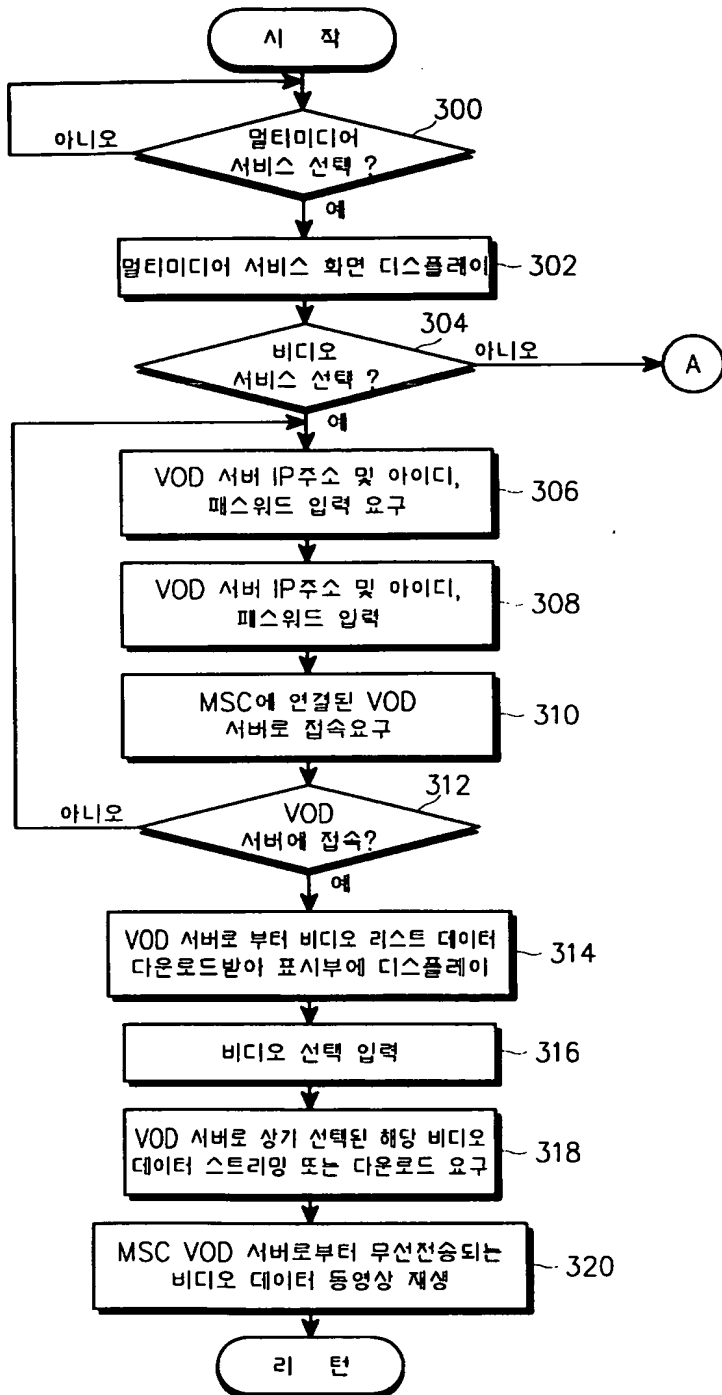 시 작
300
멀티미디어
서비스 선택 ?
아니오
예
멀티미디어 서비스 화면 디스플레이
302
304
비디오
서비스 선택 ?
아니오
A
예
VOD 서버 IP주소 및 아이디,
패스워드 입력 요구
306
VOD 서버 IP주소 및 아이디,
패스워드 입력
308
MSC에 연결된 VOD
서버로 접속요구
310
312
아니오
VOD
서버에 접속?
예
VOD 서버로 부터 비디오 리스트 데이터
다운로드받아 표시부에 디스플레이
314
비디오 선택 입력
316
VOD 서버로 상기 선택된 해당 비디오
데이터 스트리밍 또는 다운로드 요구
318
MSC VOD 서버로부터 무선전송되는
비디오 데이터 동영상 재생
320
리 턴